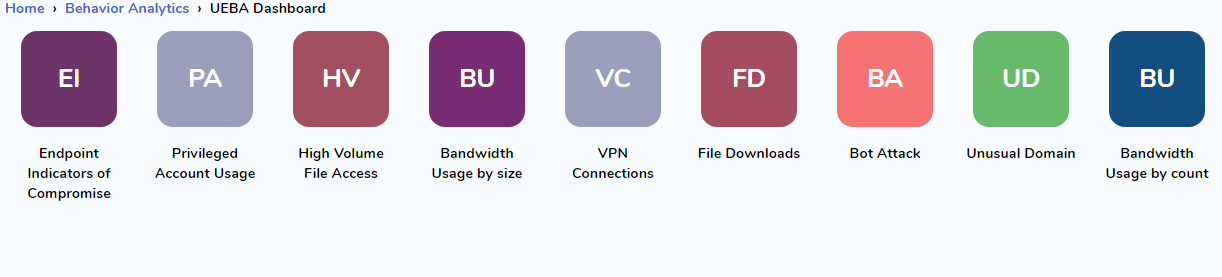 Home › Behavior Analytics › UEBA Dashboard
EI PA HV BU VC FD BA UD BU
Endpoint
Indicators of
Compromise
Privileged
Account Usage
High Volume
File Access
Bandwidth
Usage by size
VPN
Connections
File Downloads
Bot Attack
Unusual Domain
Bandwidth
Usage by count